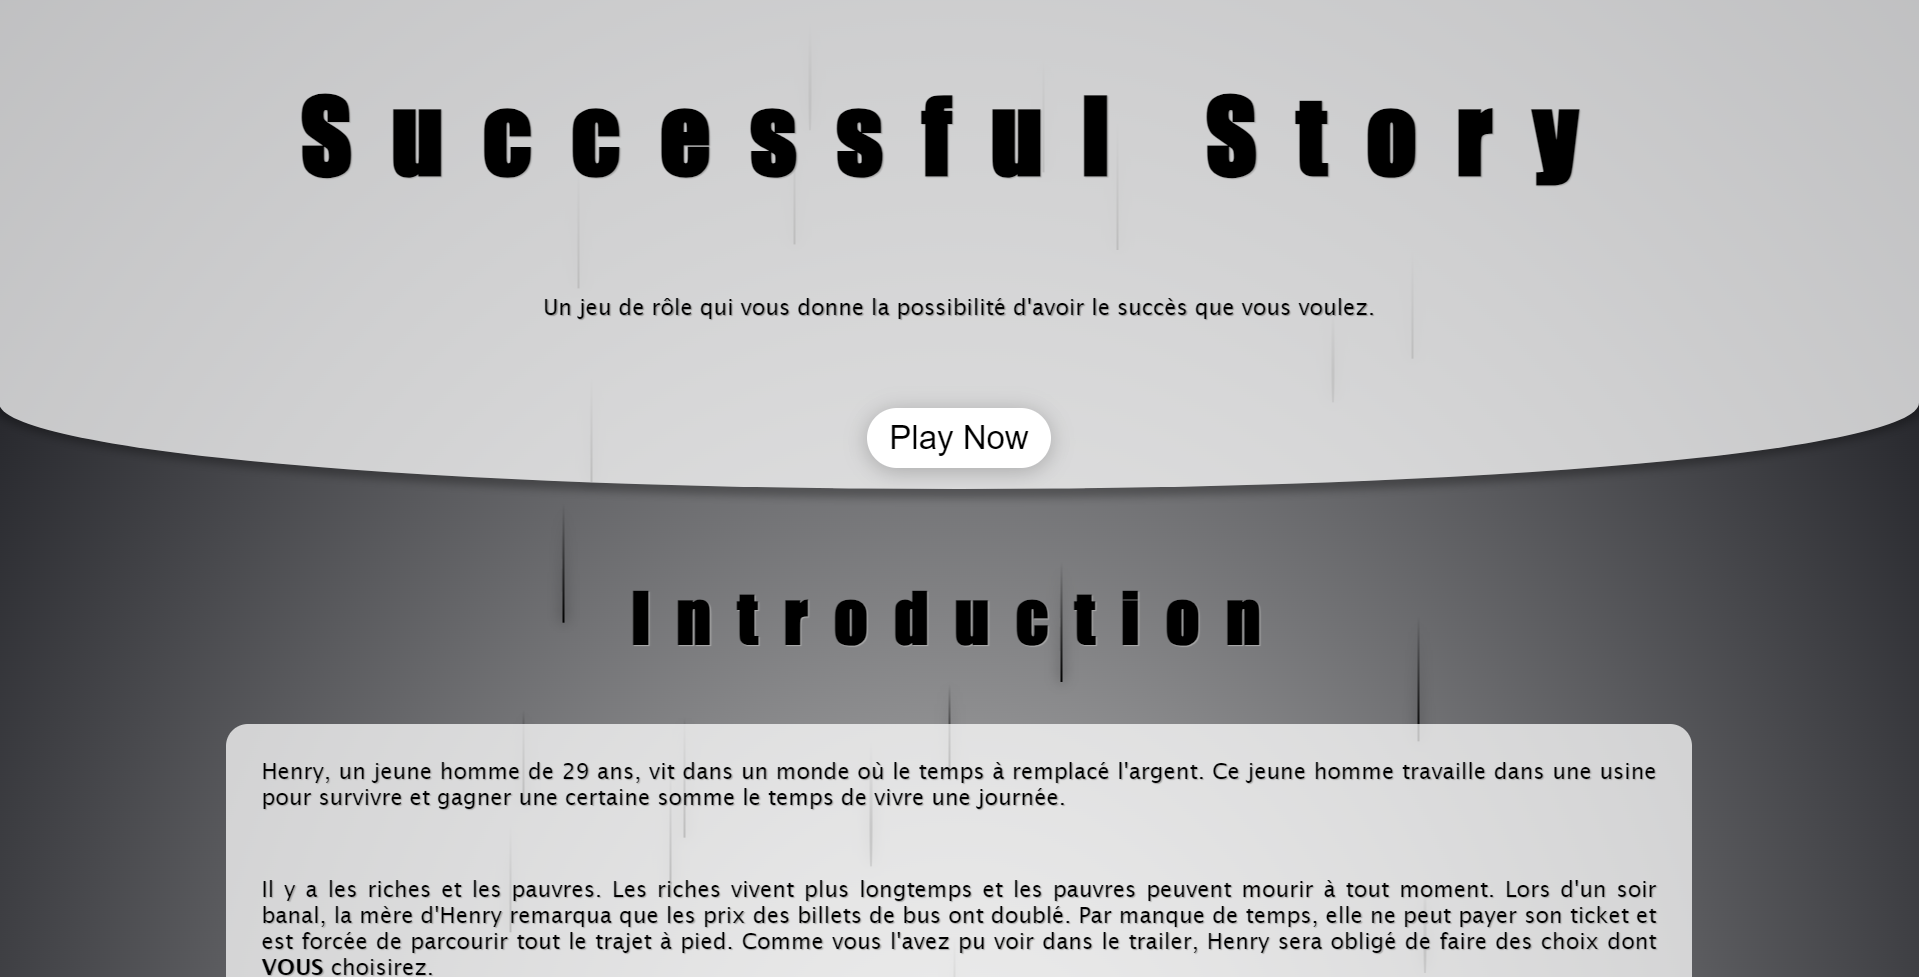 Successful Story
Un jeu de rôle qui vous donne la possibilité d'avoir le succès que vous voulez.
Play Now
Introduction
Henry, un jeune homme de 29 ans, vit dans un monde où le temps à remplacé l'argent. Ce jeune homme travaille dans une usine
pour survivre et gagner une certaine somme le temps de vivre une journée.
Il y a les riches et les pauvres. Les riches vivent plus longtemps et les pauvres peuvent mourir à tout moment. Lors d'un soir
banal, la mère d'Henry remarqua que les prix des billets de bus ont doublé. Par manque de temps, elle ne peut payer son ticket et
est forcée de parcourir tout le trajet à pied. Comme vous l'avez pu voir dans le trailer, Henry sera obligé de faire des choix dont
VOUS choisirez.